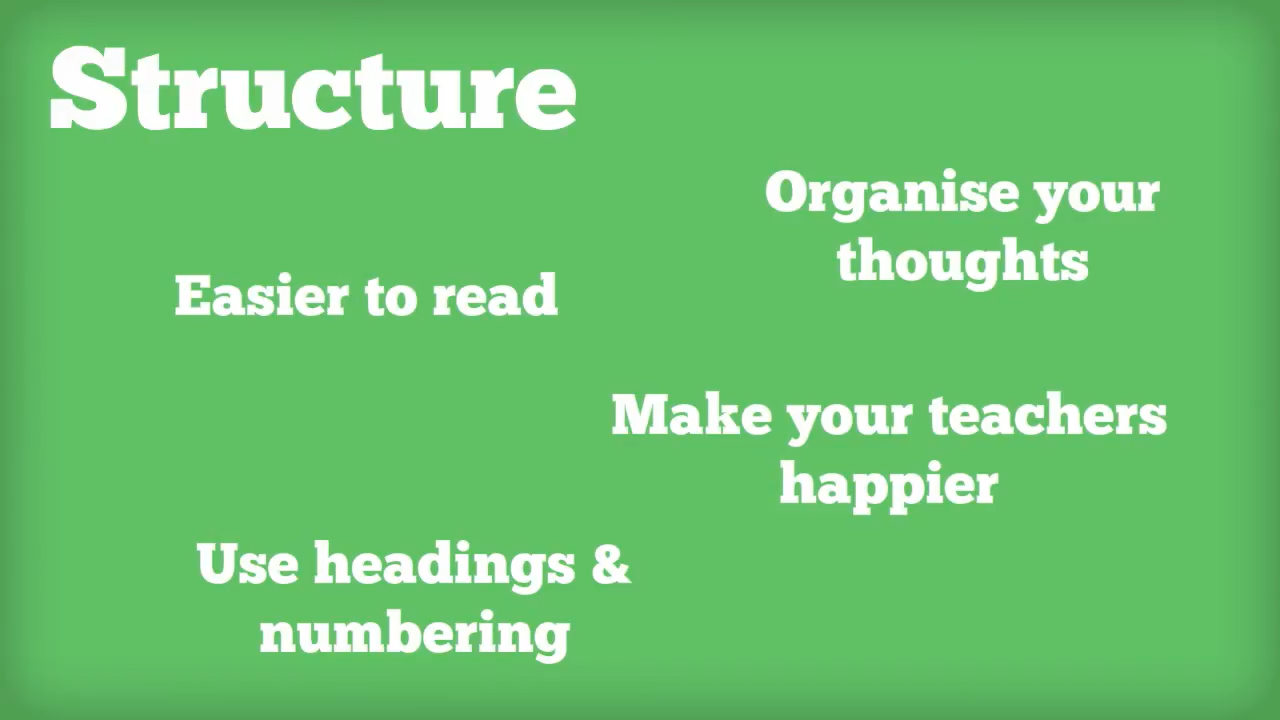 Structure
Organise your
thoughts
Easier to read
Make your teachers
happier
Use headings &
numbering